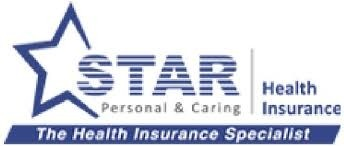 STAR
Personal & Caring
Health
Insurance
The Health Insurance Specialist